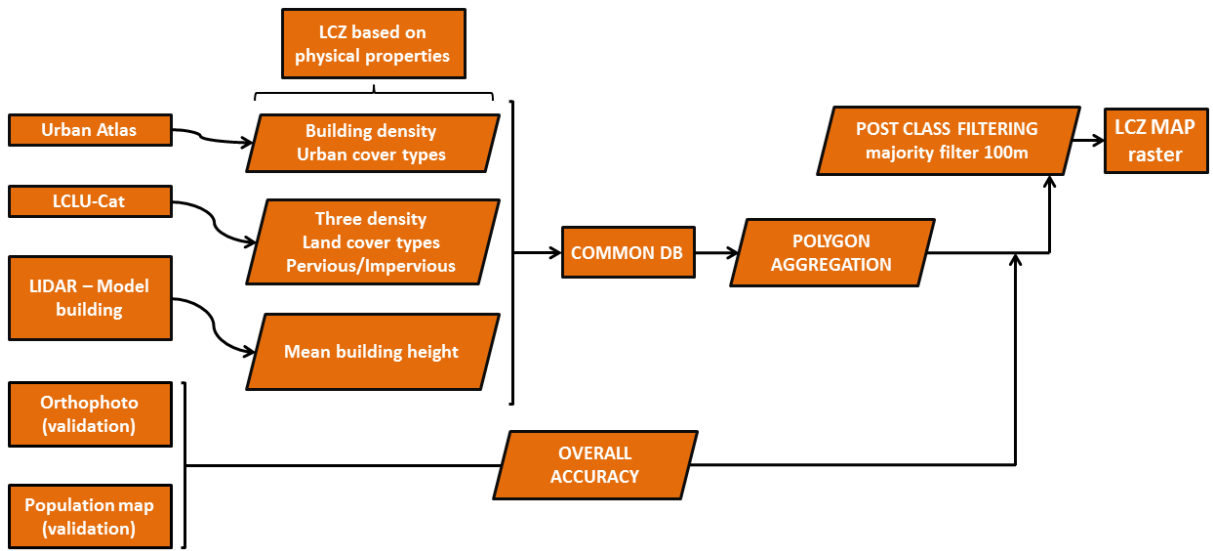 LCZ based on
physical properties
Urban Atlas
Building density
Urban cover types
LCLU-Cat
Three density
Land cover types
Pervious/Impervious
LIDAR – Model
building
Mean building height
COMMON DB
POLYGON
AGGREGATION
POST CLASS FILTERING
majority filter 100m
LCZ MAP
raster
Orthophoto
(validation)
Population map
(validation)
OVERALL
ACCURACY